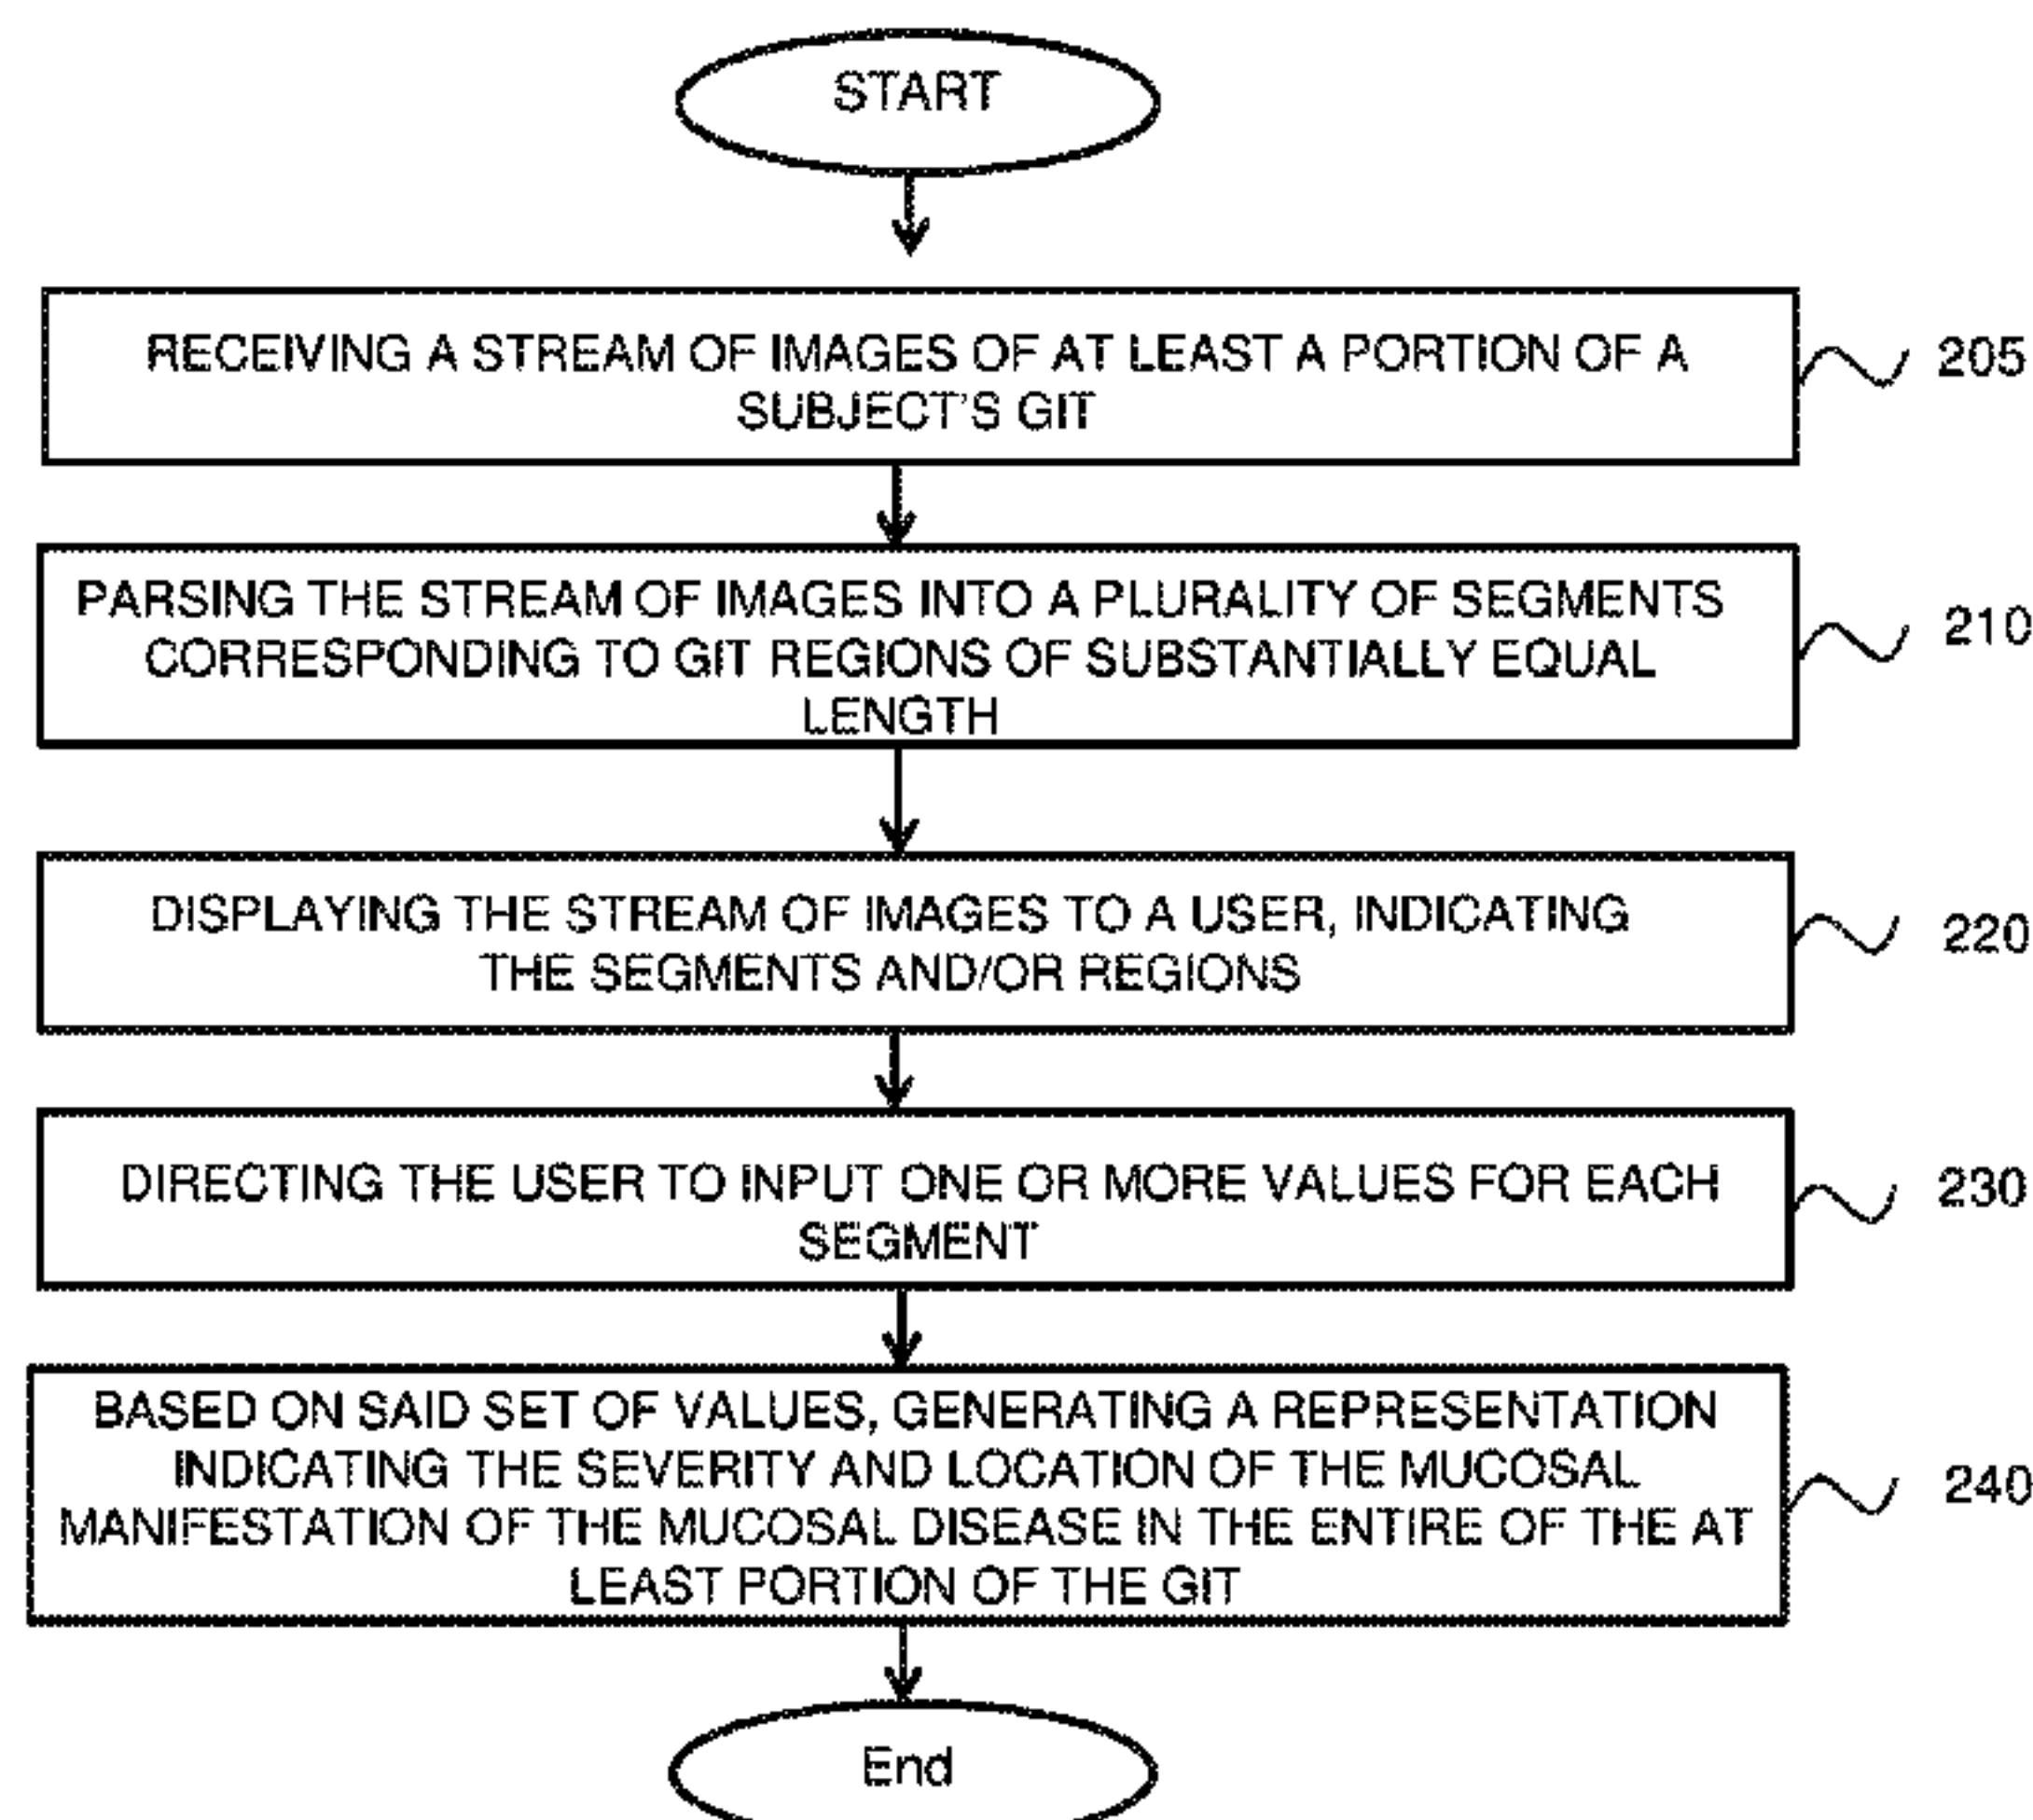 START
RECEIVING A STREAM OF IMAGES OF AT LEAST A PORTION OF A
SUBJECT'S GIT
205
PARSING THE STREAM OF IMAGES INTO A PLURALITY OF SEGMENTS
CORRESPONDING TO GIT REGIONS OF SUBSTANTIALLY EQUAL
LENGTH
210
DISPLAYING THE STREAM OF IMAGES TO A USER, INDICATING
THE SEGMENTS AND/OR REGIONS
220
DIRECTING THE USER TO INPUT ONE OR MORE VALUES FOR EACH
SEGMENT
230
BASED ON SAID SET OF VALUES, GENERATING A REPRESENTATION
INDICATING THE SEVERITY AND LOCATION OF THE MUCOSAL
MANIFESTATION OF THE MUCOSAL DISEASE IN THE ENTIRE OF THE AT
LEAST PORTION OF THE GIT
240
End